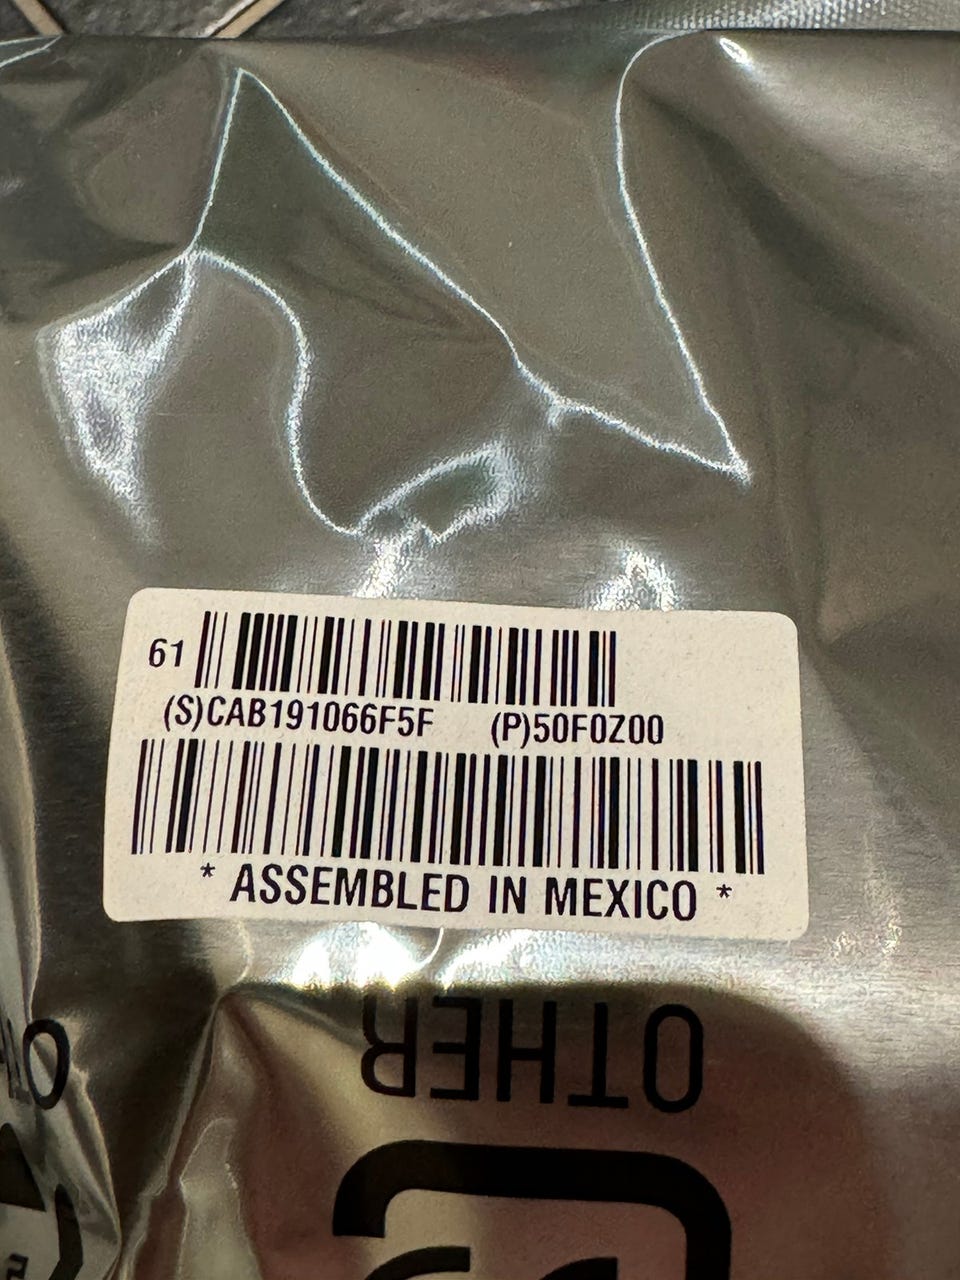 61
(S)CAB191066F5F (P)50F0Z00
* ASSEMBLED IN MEXICO *
OTHER